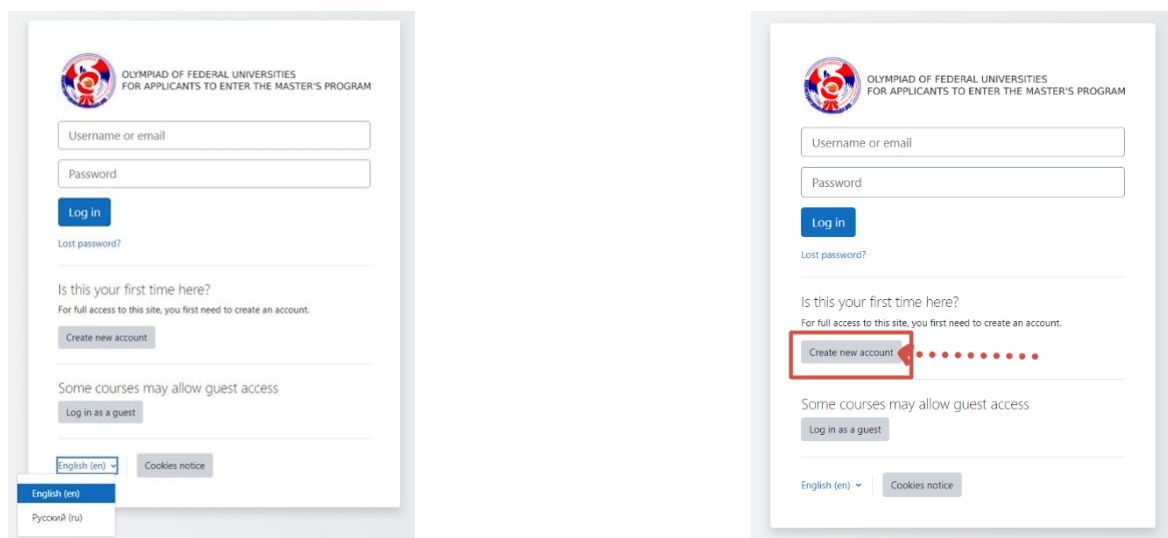 OLYMPIAD OF FEDERAL UNIVERSITIES
FOR APPLICANTS TO ENTER THE MASTER'S PROGRAM
Username or email
Password
Log in
Lost password?
Is this your first time here?
For full access to this site, you first need to create an account.
Create new account
Some courses may allow guest access
Log in as a guest
English (en)
Cookies notice
English (en)
Русский (ru)
OLYMPIAD OF FEDERAL UNIVERSITIES
FOR APPLICANTS TO ENTER THE MASTER'S PROGRAM
Username or email
Password
Log in
Lost password?
Is this your first time here?
For full access to this site, you first need to create an account.
Create new account
Some courses may allow guest access
Log in as a guest
English (en)
Cookies notice